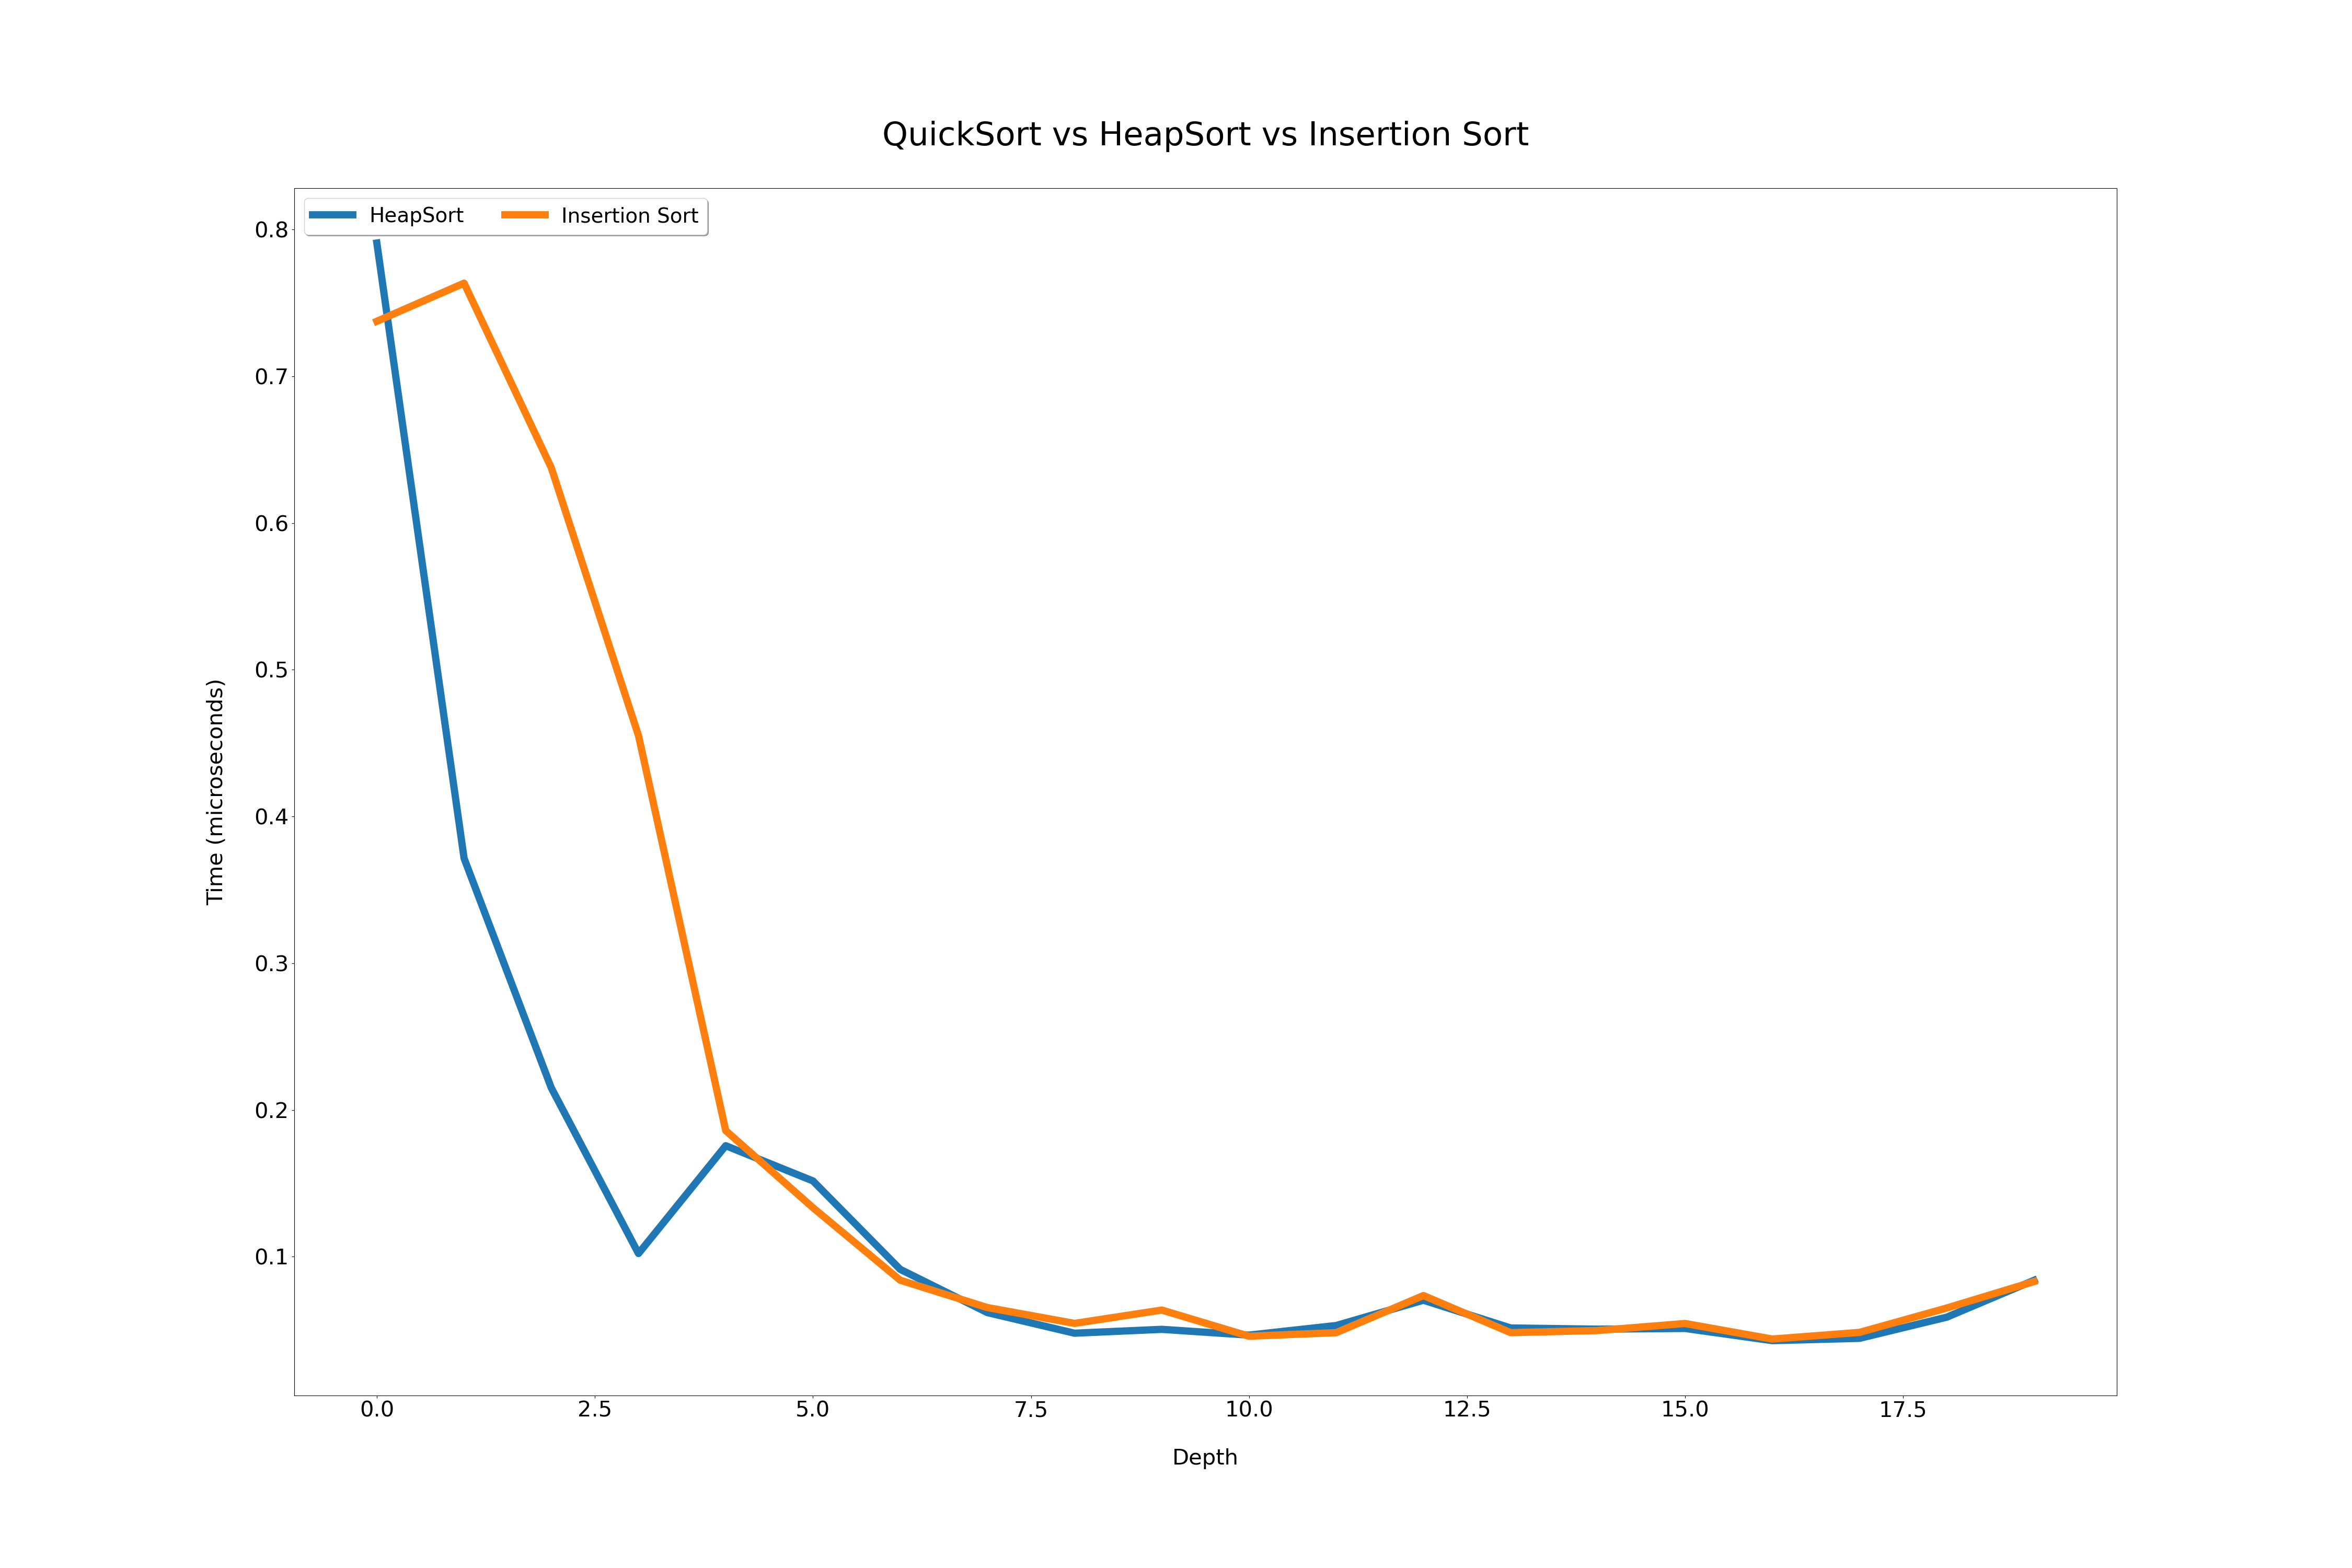 QuickSort vs HeapSort vs Insertion Sort
HeapSort Insertion Sort
0.8
0.7
0.6
0.5
0.4
0.3
0.2
0.1
Time (microseconds)
0.0 2.5 5.0 7.5 10.0 12.5 15.0 17.5
Depth